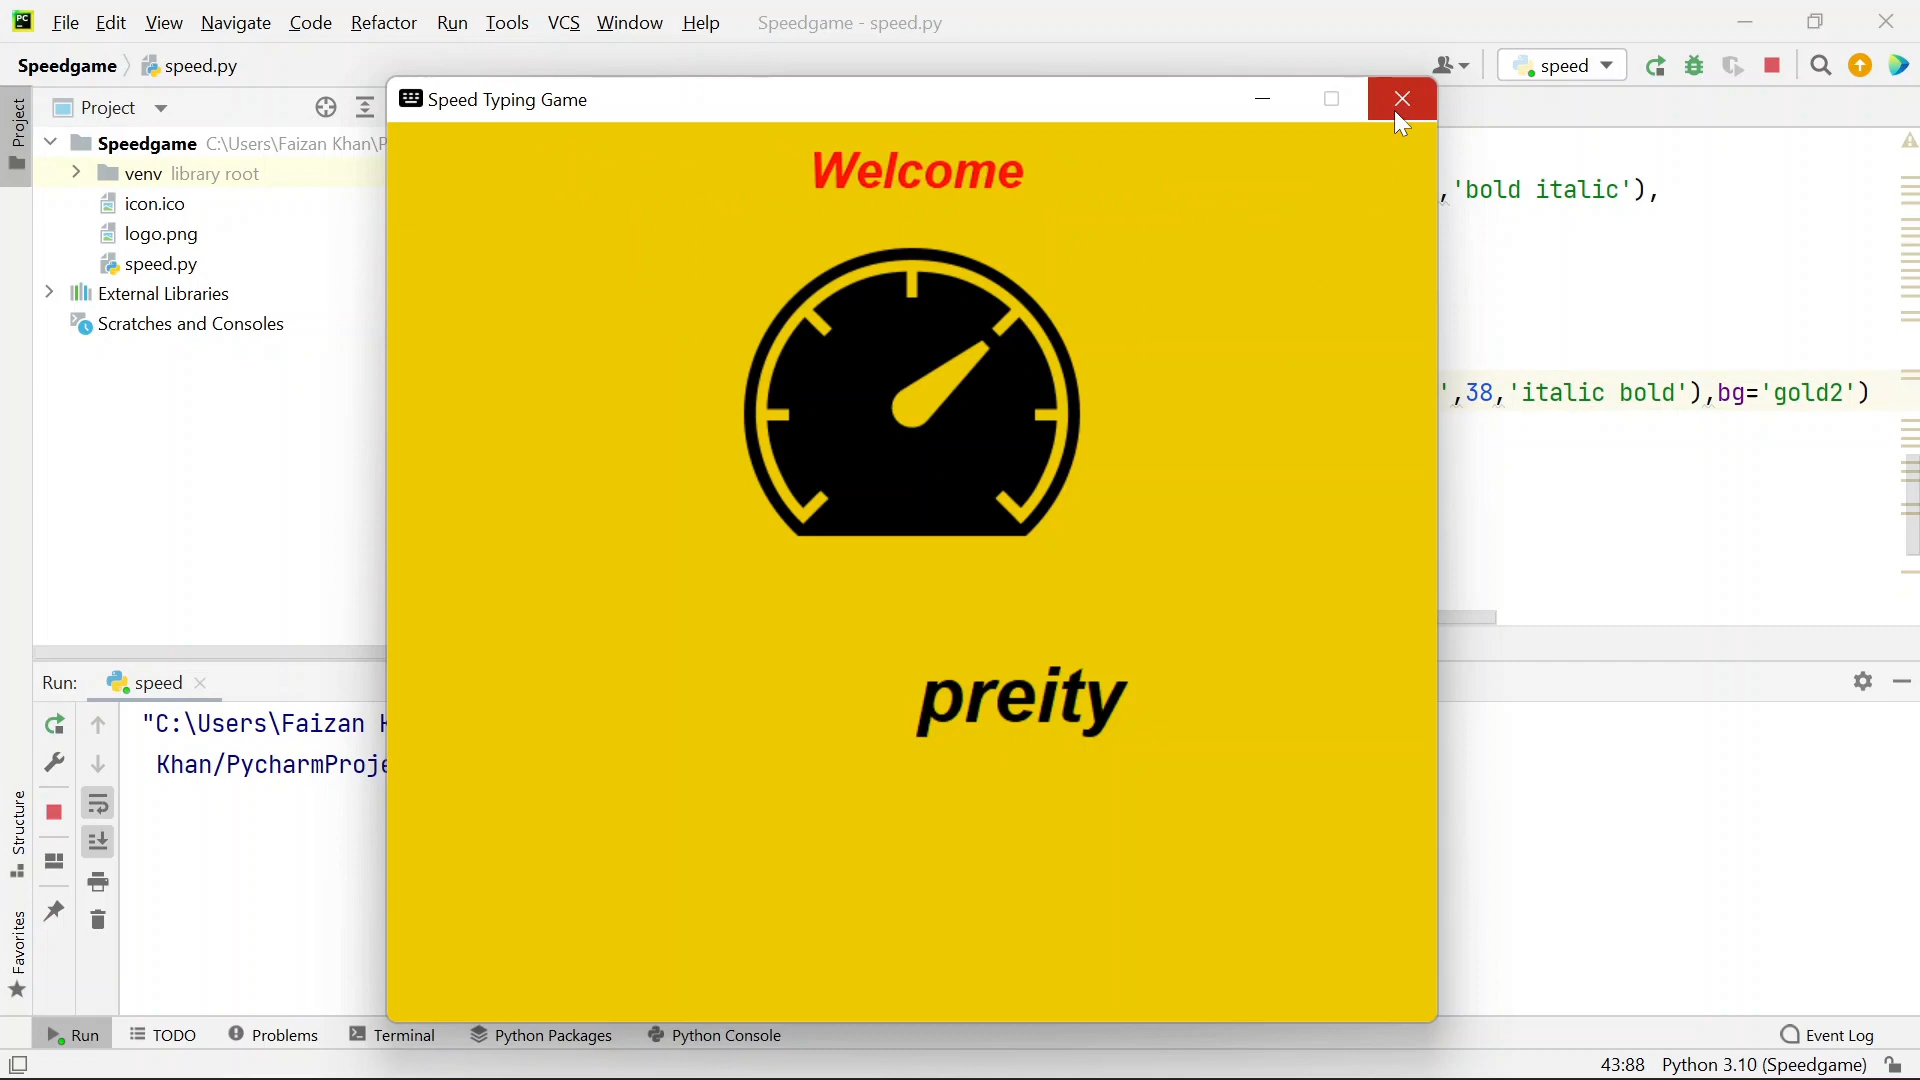 PC File Edit View Navigate Code Refactor Run Tools VCS Window Help Speedgame - speed.py
Speedgame speed.py speed
Project
Project
Speedgame C:\Users\Faizan Khan\P
venv library root
icon.ico
logo.png
speed.py
External Libraries
Scratches and Consoles
Speed Typing Game
Welcome
preity
,'bold italic'),
',38,'italic bold'),bg='gold2')
Run: speed
"C:\Users\Faizan
Khan/PycharmProje
Structure
Favorites
Run TODO Problems Terminal Python Packages Python Console Event Log
43:88 Python 3.10 (Speedgame)